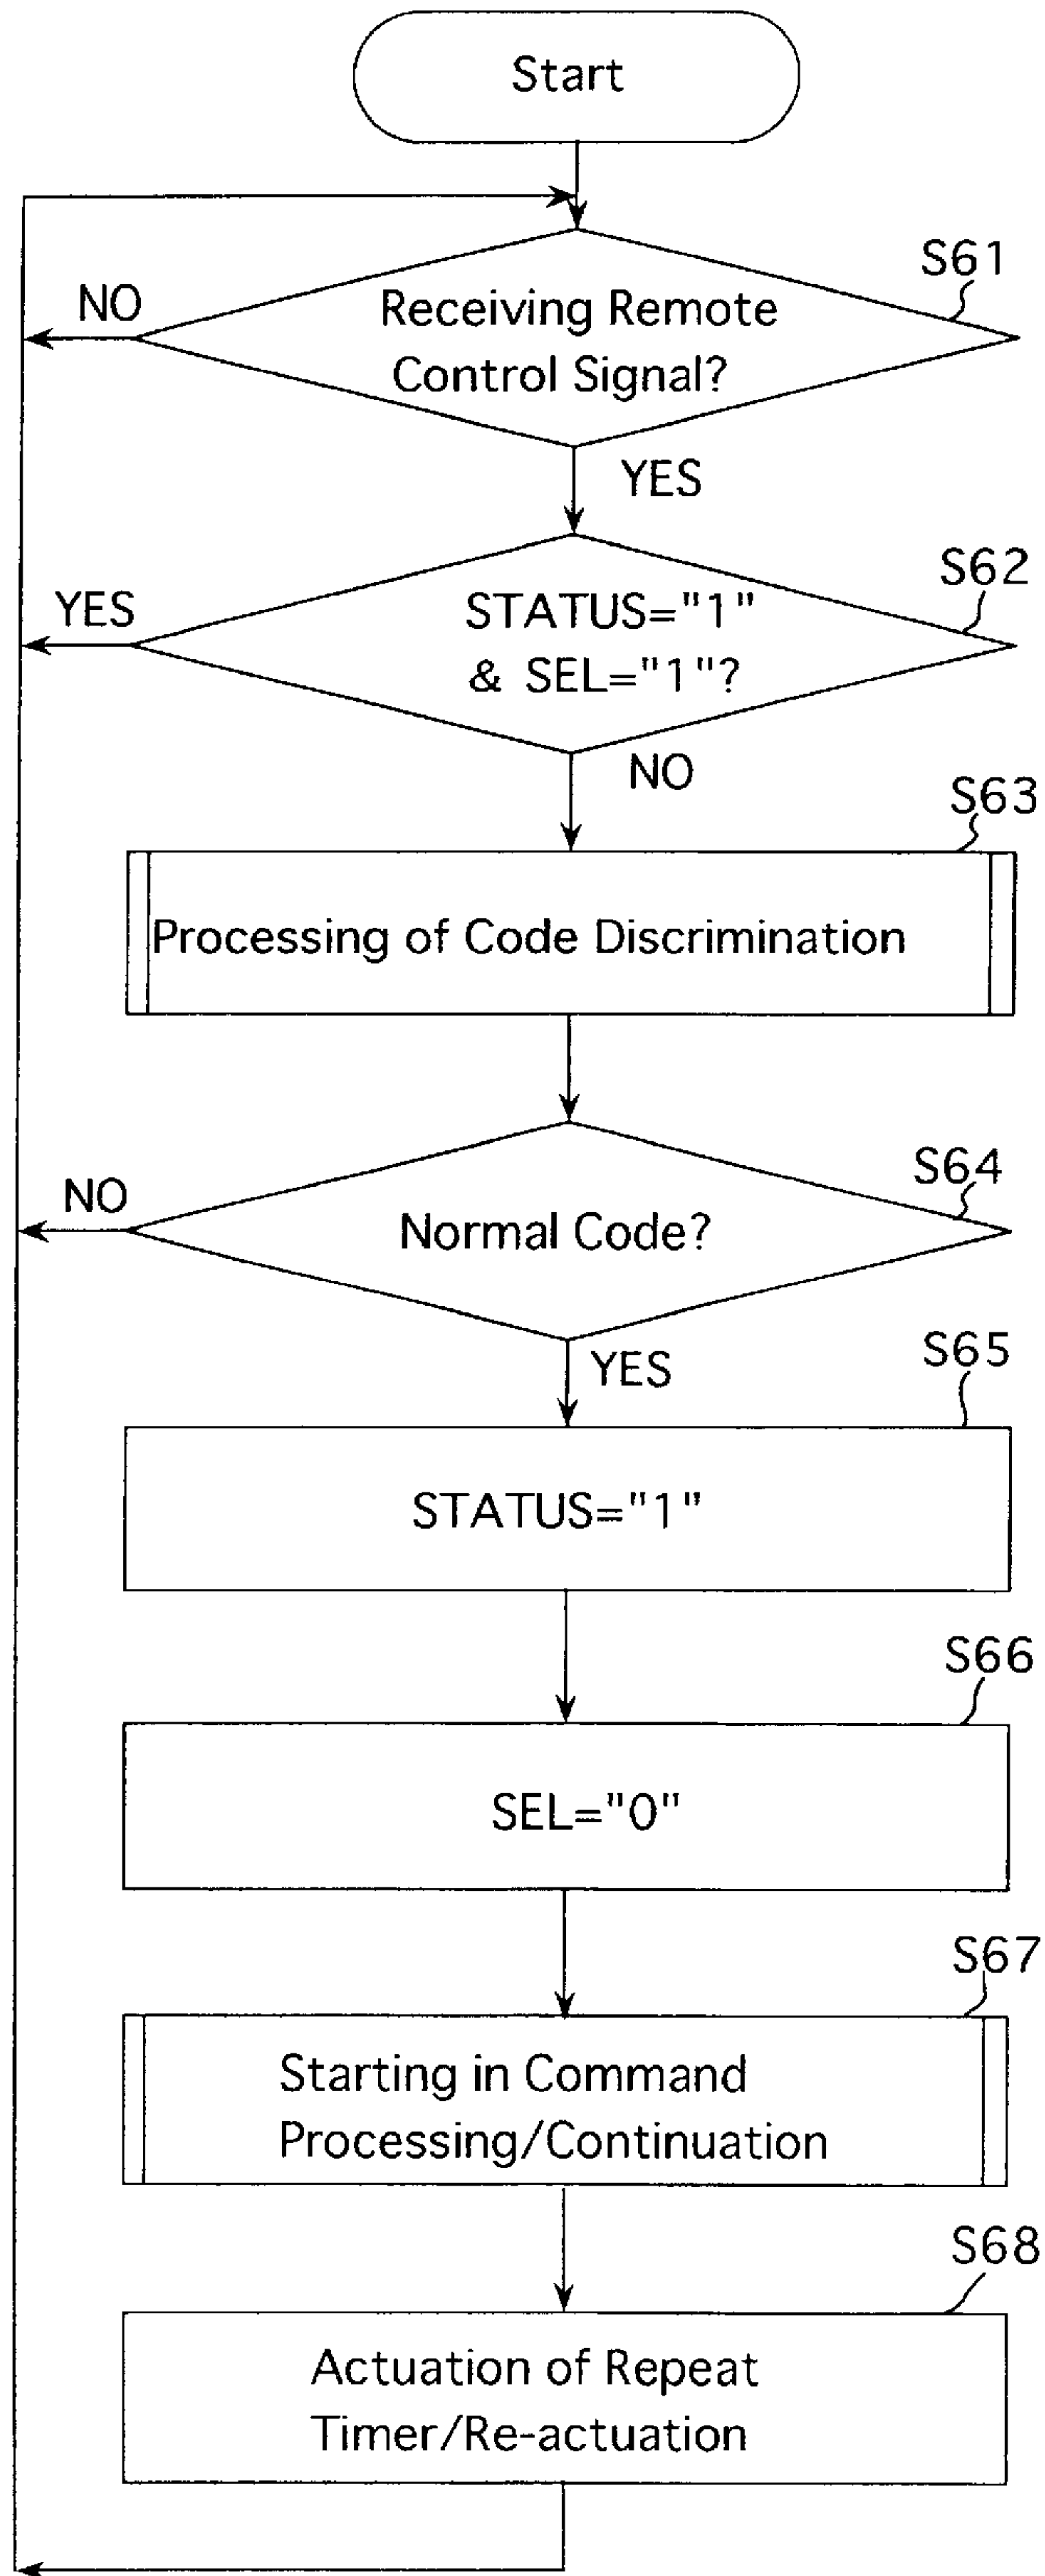 Start
S61
NO
Receiving Remote
Control Signal?
YES
S62
YES
STATUS="1"
& SEL="1"?
NO
S63
Processing of Code Discrimination
S64
NO
Normal Code?
YES
S65
STATUS="1"
S66
SEL="0"
S67
Starting in Command
Processing/Continuation
S68
Actuation of Repeat
Timer/Re-actuation